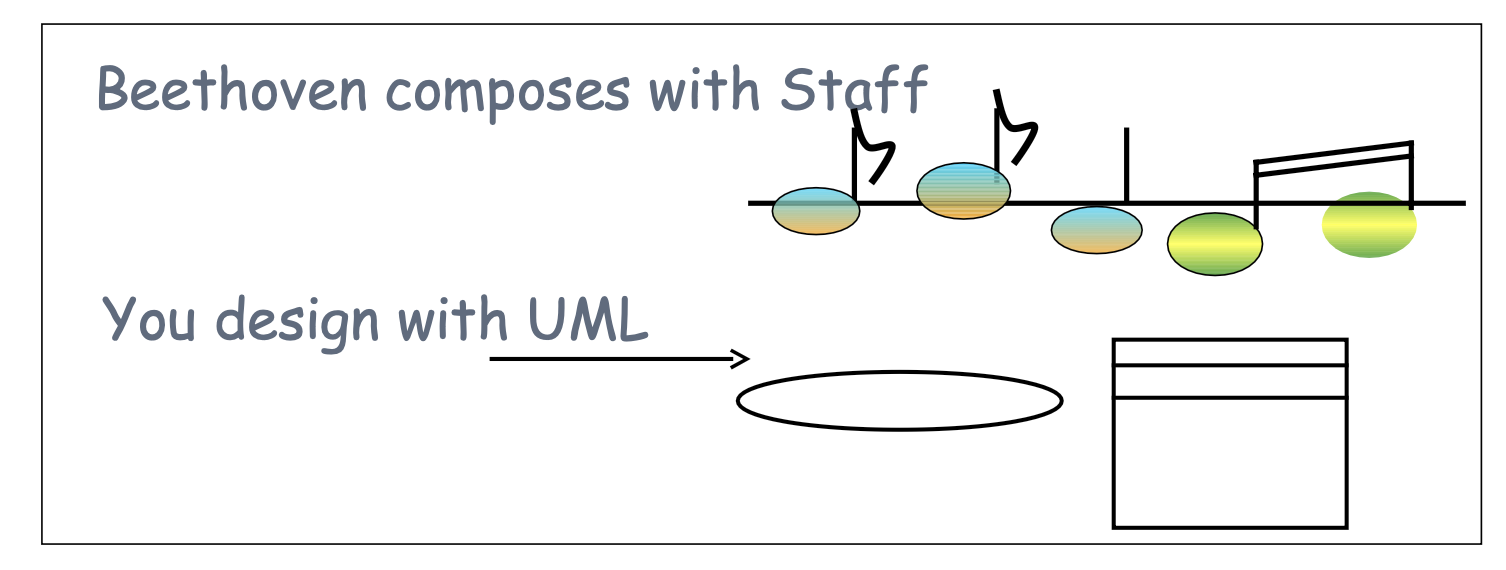 Beethoven composes with Staff
You design with UML